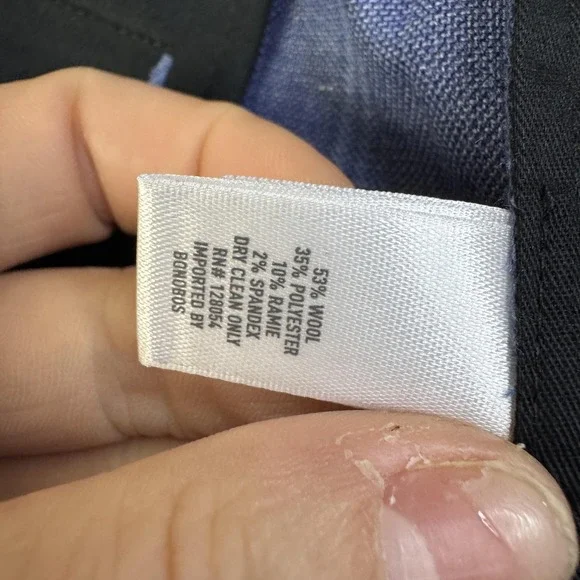 53% WOOL
35% POLYESTER
10% RAMIE
2% SPANDEX
DRY CLEAN ONLY
RN# 128054
IMPORTED BY
BONOBOS